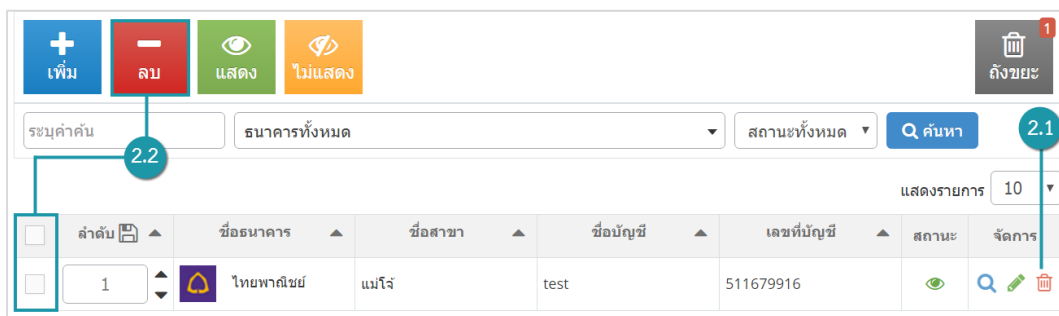 1
เพิ่ม ลบ แสดง ไม่แสดง ถังขยะ
ระบุคำค้น ธนาคารทั้งหมด สถานะทั้งหมด ค้นหา 2.1
2.2
แสดงรายการ 10
ลำดับ ชื่อธนาคาร ชื่อสาขา ชื่อบัญชี เลขที่บัญชี สถานะ จัดการ
1 ไทยพาณิชย์ แม่โจ้ test 511679916